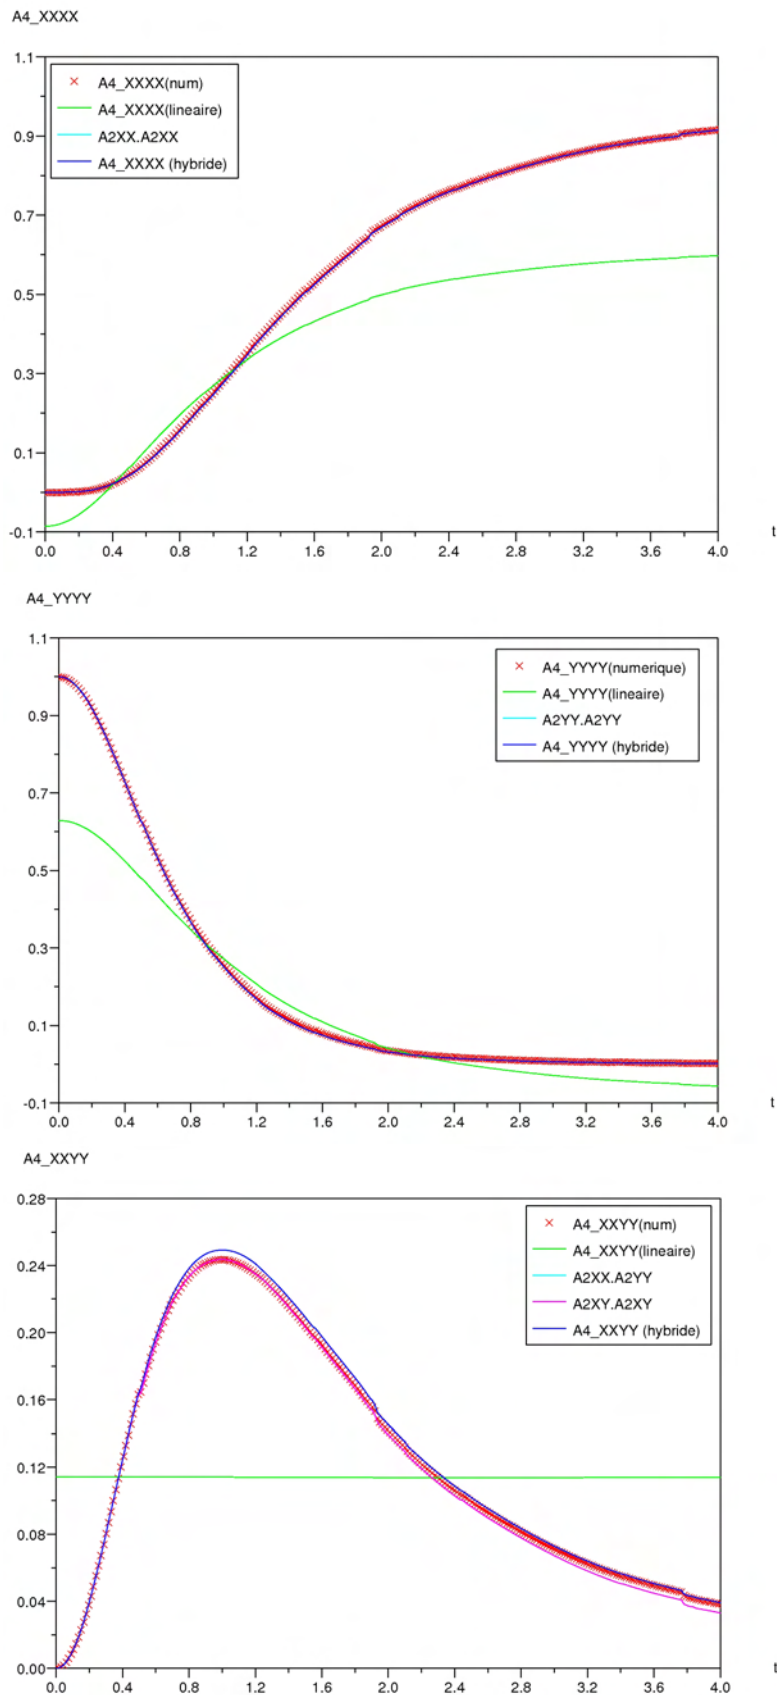 A4_XXXX
1.1
A4_XXXX(num)
A4_XXXX(lineaire)
A2XX.A2XX
A4_XXXX (hybride)
0.9
0.7
0.5
0.3
0.1
-0.1
0.0 0.4 0.8 1.2 1.6 2.0 2.4 2.8 3.2 3.6 4.0
t
A4_YYYY
1.1
A4_YYYY(numerique)
A4_YYYY(lineaire)
A2YY.A2YY
A4_YYYY (hybride)
0.9
0.7
0.5
0.3
0.1
-0.1
0.0 0.4 0.8 1.2 1.6 2.0 2.4 2.8 3.2 3.6 4.0
t
A4_XXYY
0.28
A4_XXYY(num)
A4_XXYY(lineaire)
A2XX.A2YY
A2XY.A2XY
A4_XXYY (hybride)
0.24
0.20
0.16
0.12
0.08
0.04
0.00
0.0 0.4 0.8 1.2 1.6 2.0 2.4 2.8 3.2 3.6 4.0
t